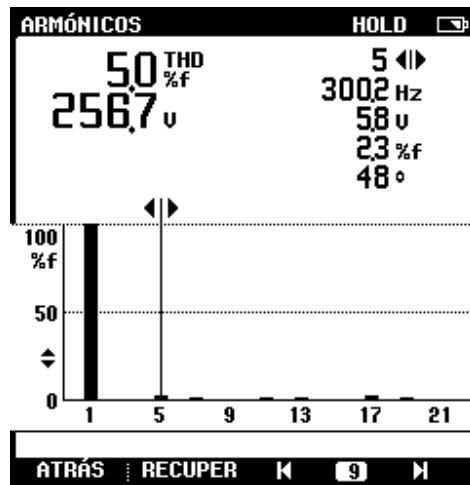 ARMÓNICOS HOLD
5,0 THD %f
256,7 V
5
300,2 Hz
5,8 V
2,3 %f
48 º
100
%f
50
0
1 5 9 13 17 21
ATRÁS RECUPER 9